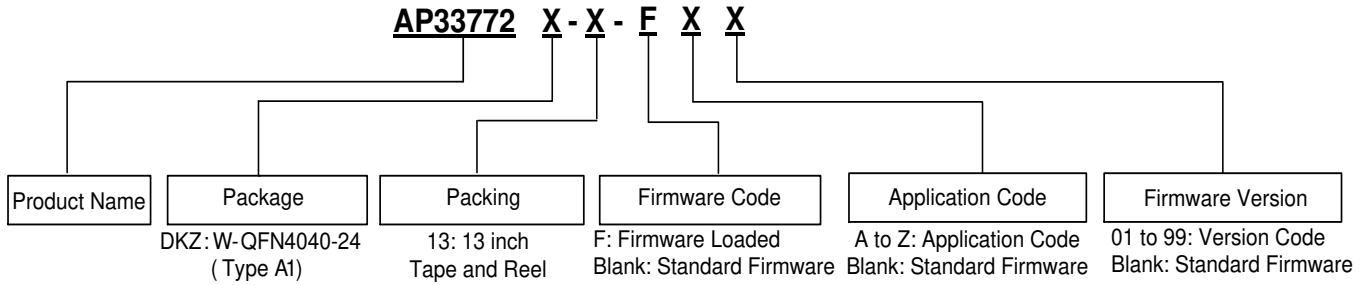 AP33772 X - X - F X X
Product Name
Package
Packing
Firmware Code
Application Code
Firmware Version
DKZ: W-QFN4040-24
( Type A1)
13: 13 inch
Tape and Reel
F: Firmware Loaded
Blank: Standard Firmware
A to Z: Application Code
Blank: Standard Firmware
01 to 99: Version Code
Blank: Standard Firmware